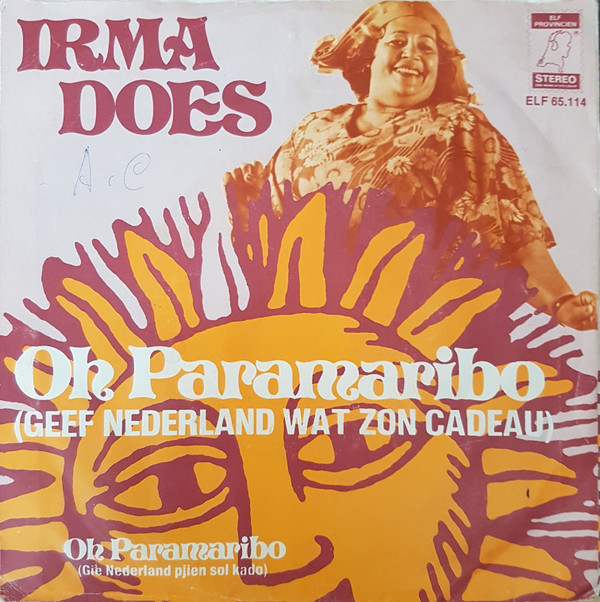 IRMA
DOES
ELF
PROVINCIEN
STEREO
ELF 65.114
A.C
Oh Paramaribo
(GEEF NEDERLAND WAT ZON CADEAU)
Oh Paramaribo
(Gie Nederland pjien sol kado)